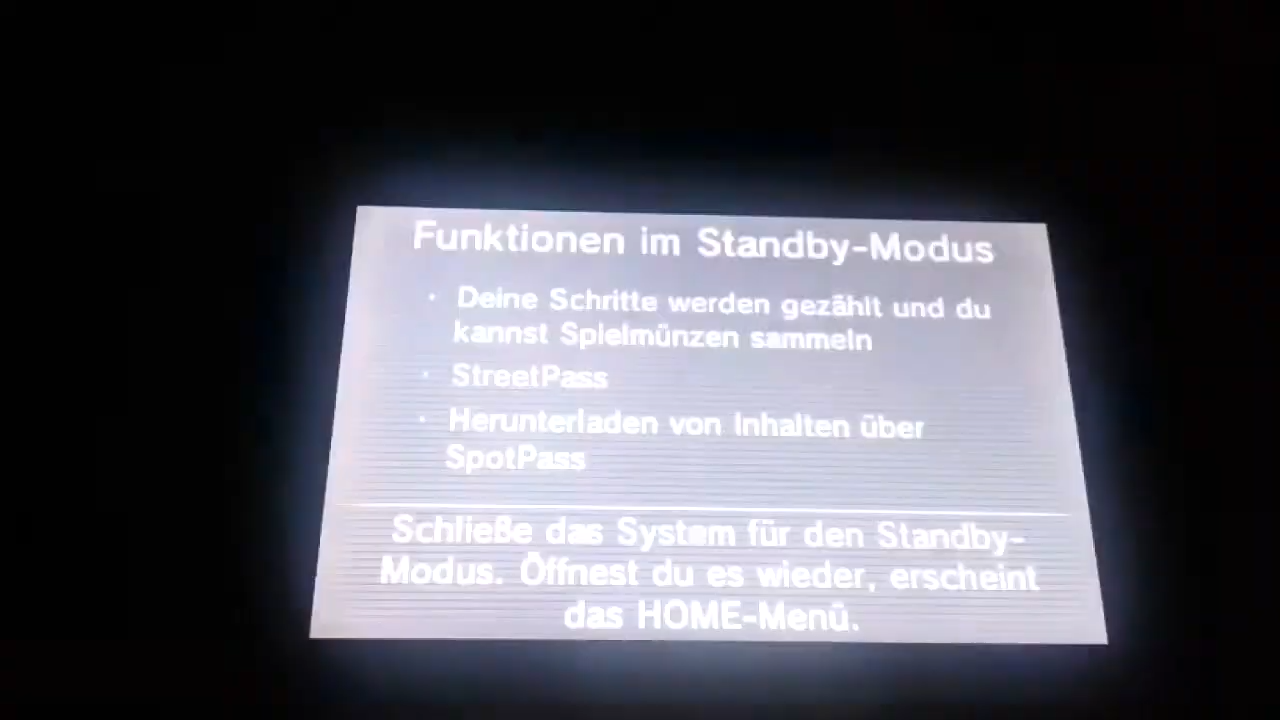 Funktionen im Standby-Modus
· Deine Schritte werden gezählt und du
kannst Spielmünzen sammeln
· StreetPass
· Herunterladen von Inhalten über
SpotPass
Schließe das System für den Standby-
Modus. Öffnest du es wieder, erscheint
das HOME-Menü.